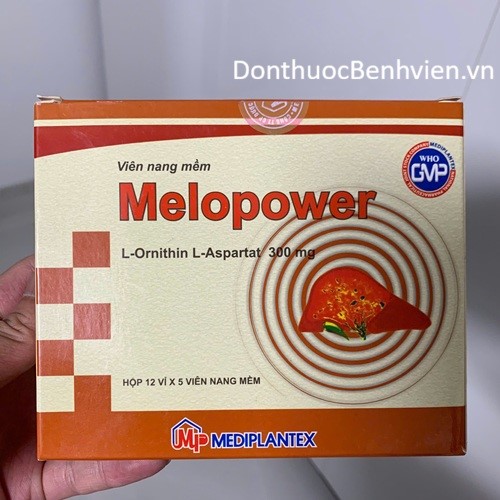 DonthuocBenhvien.vn
Viên nang mềm
Melopower
L-Ornithin L-Aspartat 300 mg
WHO
GMP
HỘP 12 VỈ X 5 VIÊN NANG MỀM
MP MEDIPLANTEX